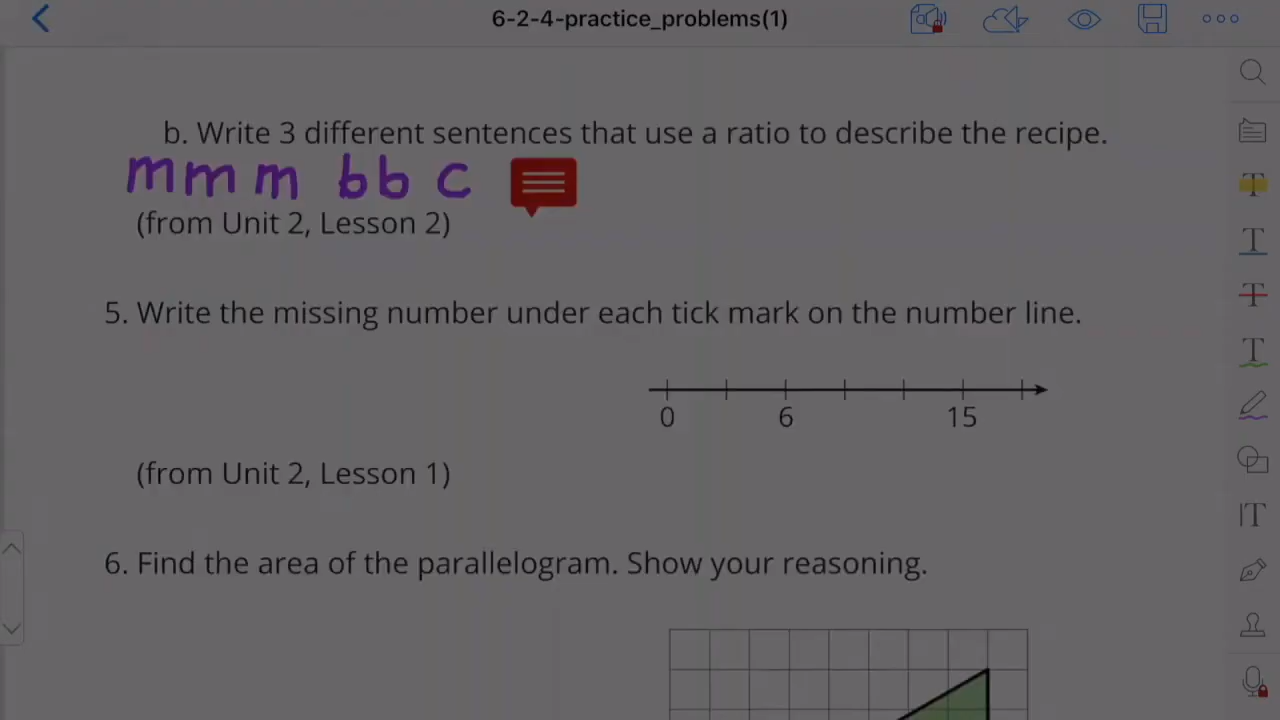 6-2-4-practice_problems(1)
b. Write 3 different sentences that use a ratio to describe the recipe.
m m m b b c
(from Unit 2, Lesson 2)
5. Write the missing number under each tick mark on the number line.
0 6 15
(from Unit 2, Lesson 1)
6. Find the area of the parallelogram. Show your reasoning.
T
T
T
T
T